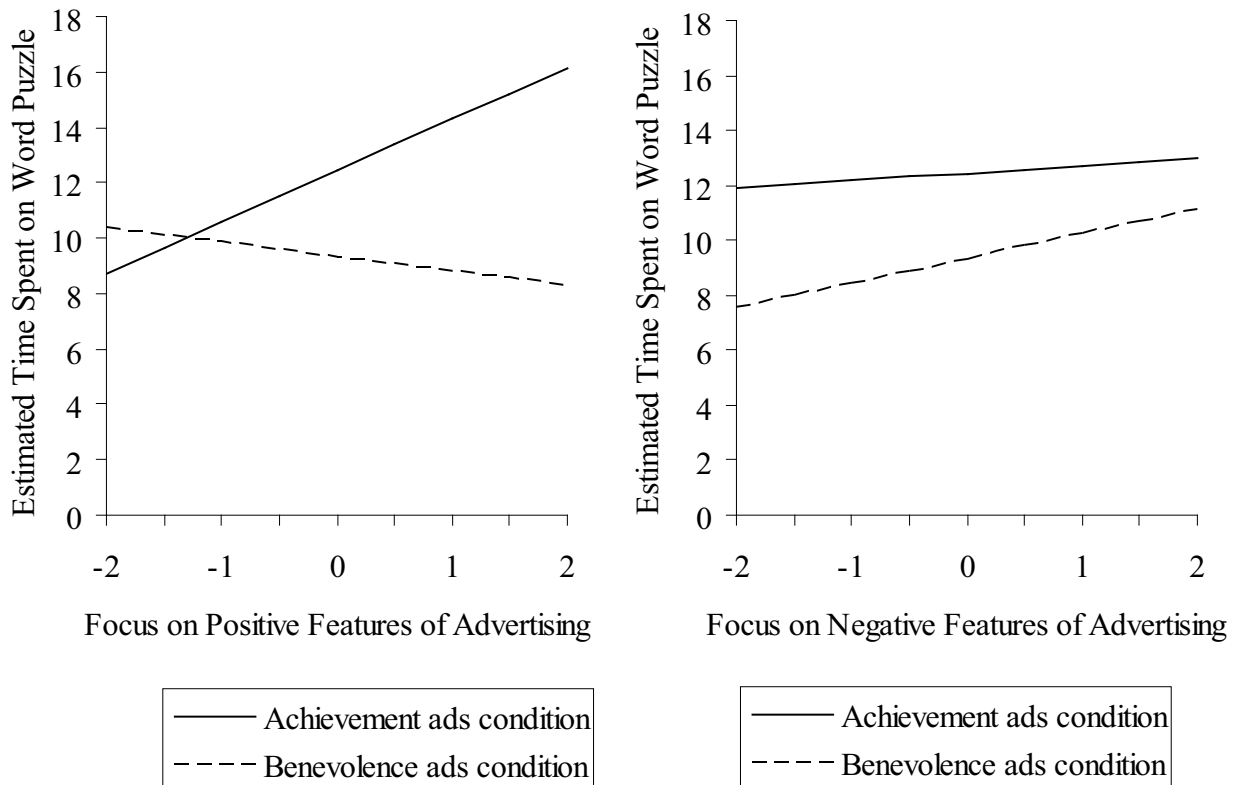 Estimated Time Spent on Word Puzzle
18
16
14
12
10
8
6
4
2
0
-2 -1 0 1 2
Focus on Positive Features of Advertising
Achievement ads condition
Benevolence ads condition
Estimated Time Spent on Word Puzzle
18
16
14
12
10
8
6
4
2
0
-2 -1 0 1 2
Focus on Negative Features of Advertising
Achievement ads condition
Benevolence ads condition